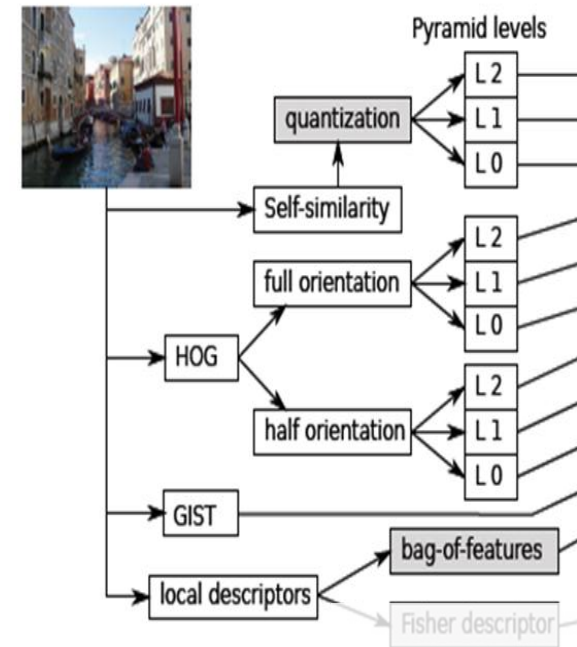 Pyramid levels
L 2
quantization
L 1
L 0
Self-similarity
L 2
full orientation
L 1
L 0
HOG
L 2
half orientation
L 1
L 0
GIST
bag-of-features
local descriptors
Fisher descriptor